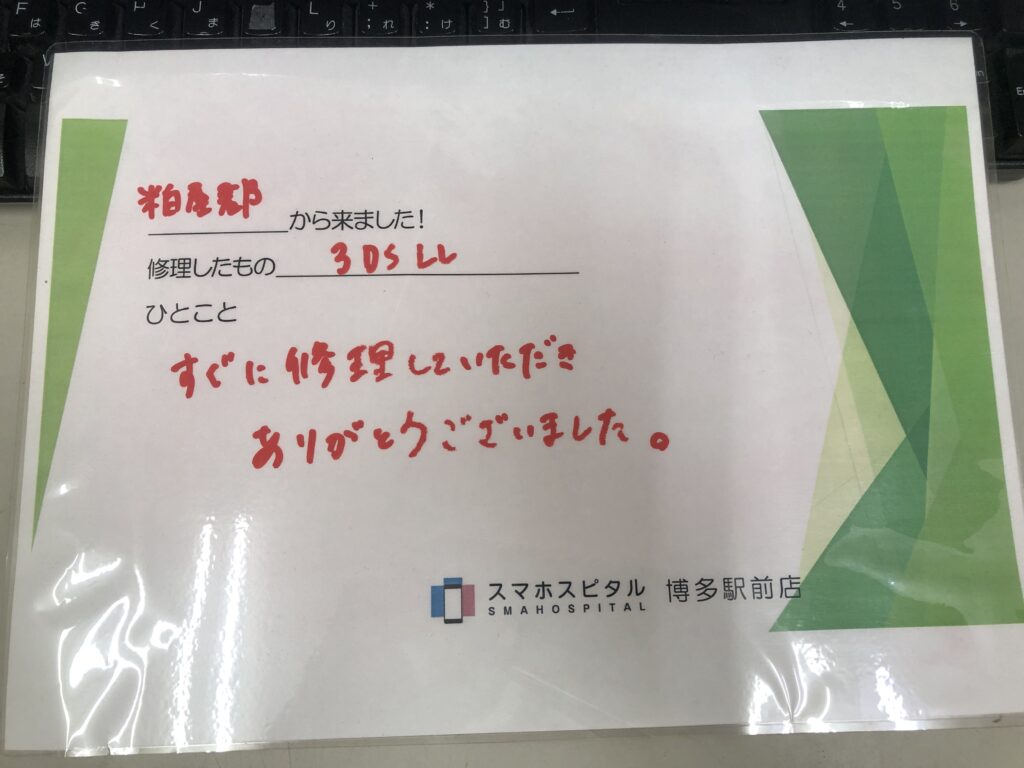 粕屋郡から来ました!
修理したもの 3DS LL
ひとこと
すぐに修理していただき
ありがとうございました。
スマホスピタル 博多駅前店
SMAHOSPITAL